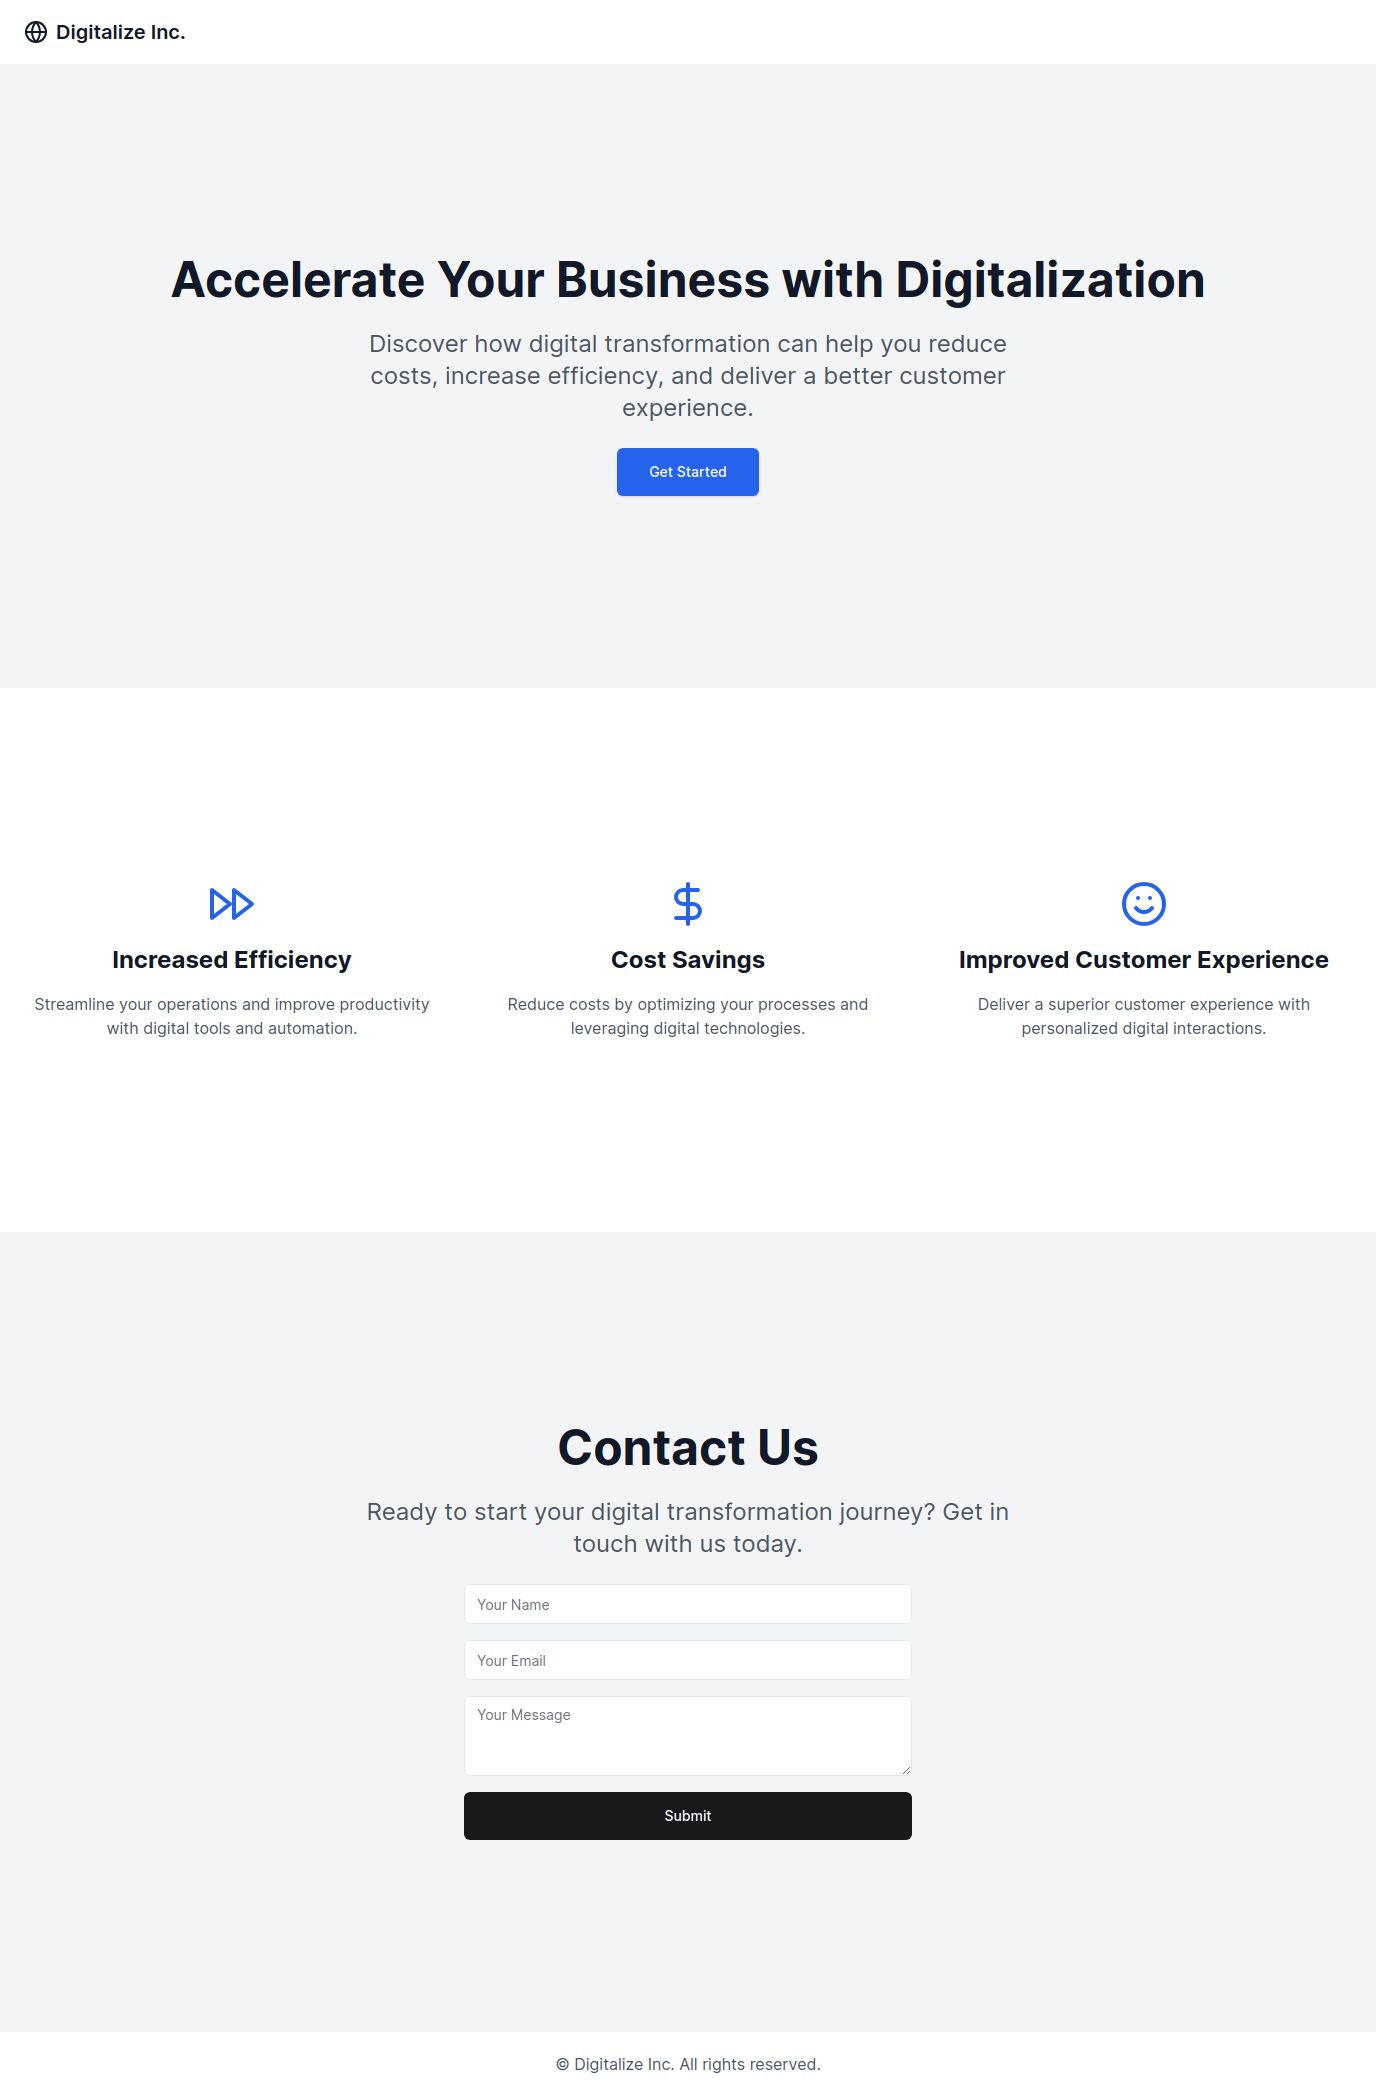 Digitalize Inc.
Accelerate Your Business with Digitalization
Discover how digital transformation can help you reduce
costs, increase efficiency, and deliver a better customer
experience.
Get Started
Increased Efficiency
Streamline your operations and improve productivity
with digital tools and automation.
Cost Savings
Reduce costs by optimizing your processes and
leveraging digital technologies.
Improved Customer Experience
Deliver a superior customer experience with
personalized digital interactions.
Contact Us
Ready to start your digital transformation journey? Get in
touch with us today.
Your Name
Your Email
Your Message
Submit
© Digitalize Inc. All rights reserved.